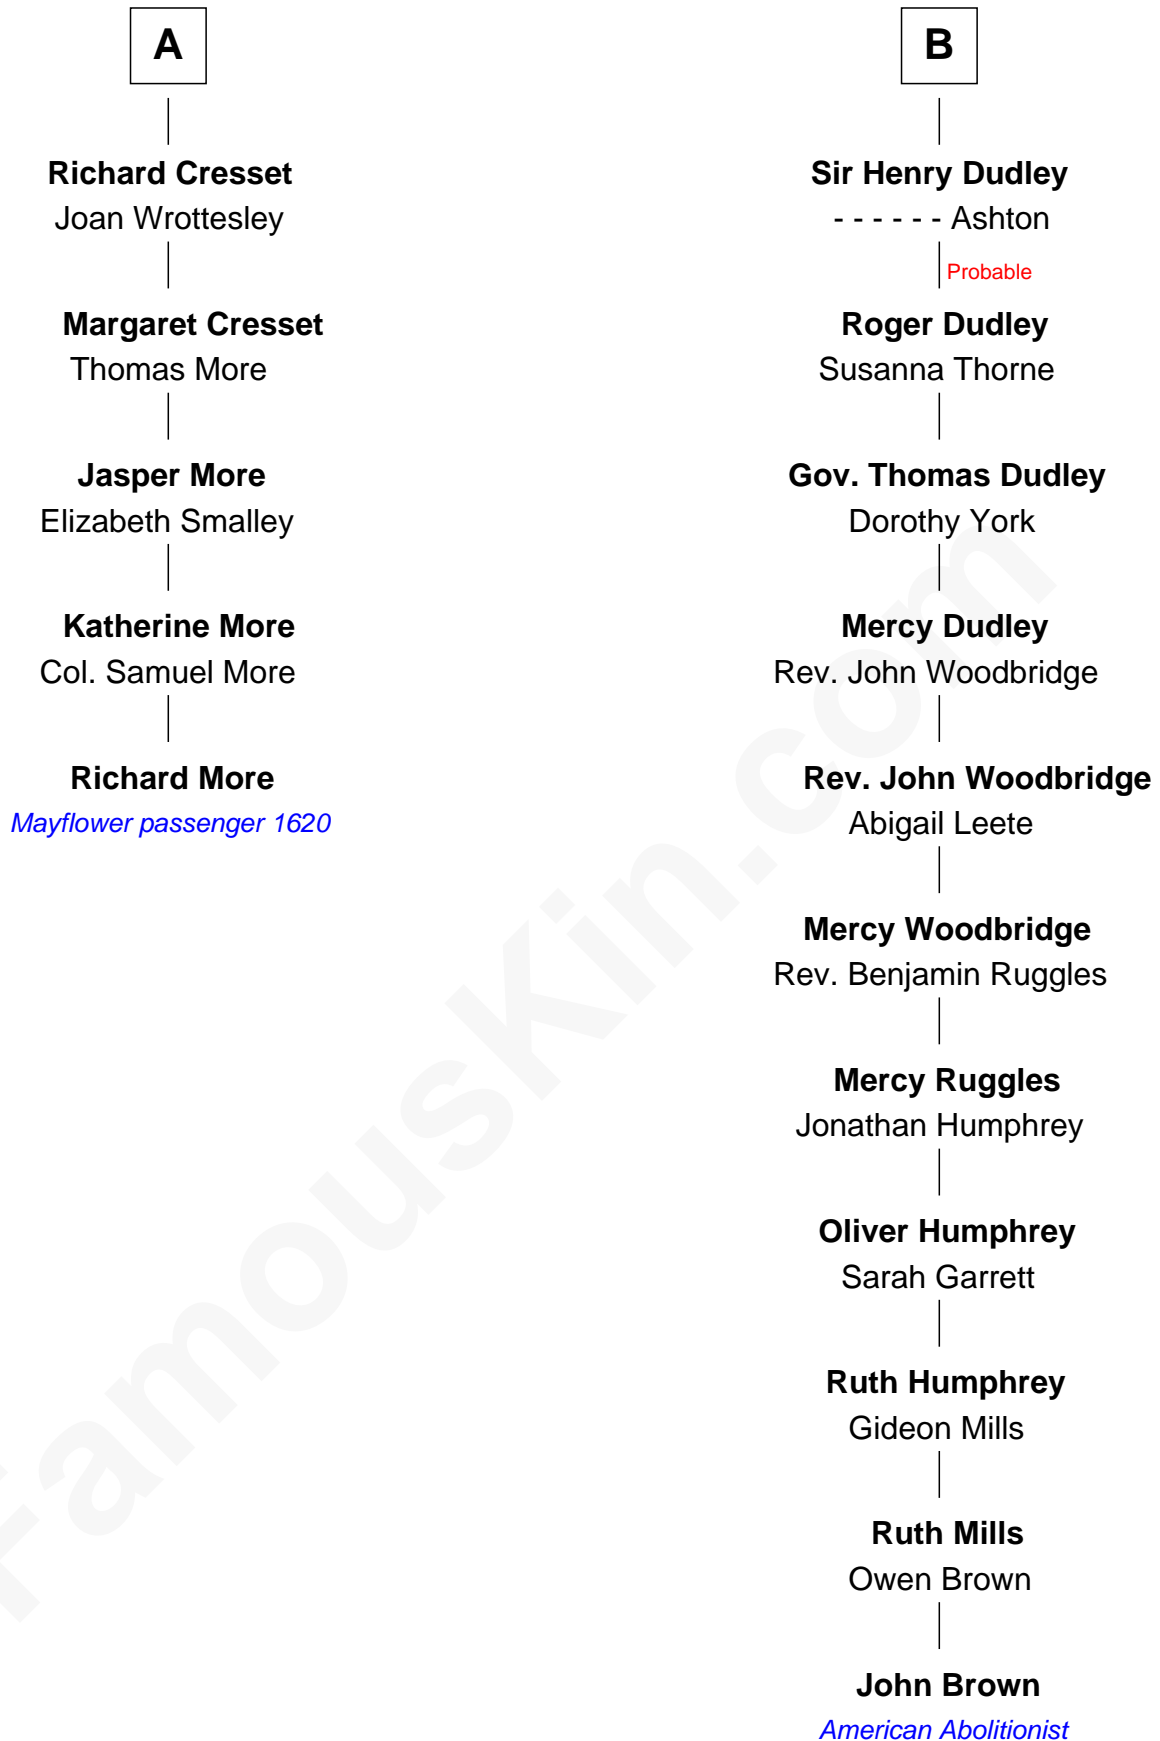 A
Richard Cresset
Joan Wrottesley
Margaret Cresset
Thomas More
Jasper More
Elizabeth Smalley
Katherine More
Col. Samuel More
Richard More
Mayflower passenger 1620
B
Sir Henry Dudley
- - - - - - Ashton
Probable
Roger Dudley
Susanna Thorne
Gov. Thomas Dudley
Dorothy York
Mercy Dudley
Rev. John Woodbridge
Rev. John Woodbridge
Abigail Leete
Mercy Woodbridge
Rev. Benjamin Ruggles
Mercy Ruggles
Jonathan Humphrey
Oliver Humphrey
Sarah Garrett
Ruth Humphrey
Gideon Mills
Ruth Mills
Owen Brown
John Brown
American Abolitionist
FamousKin.com